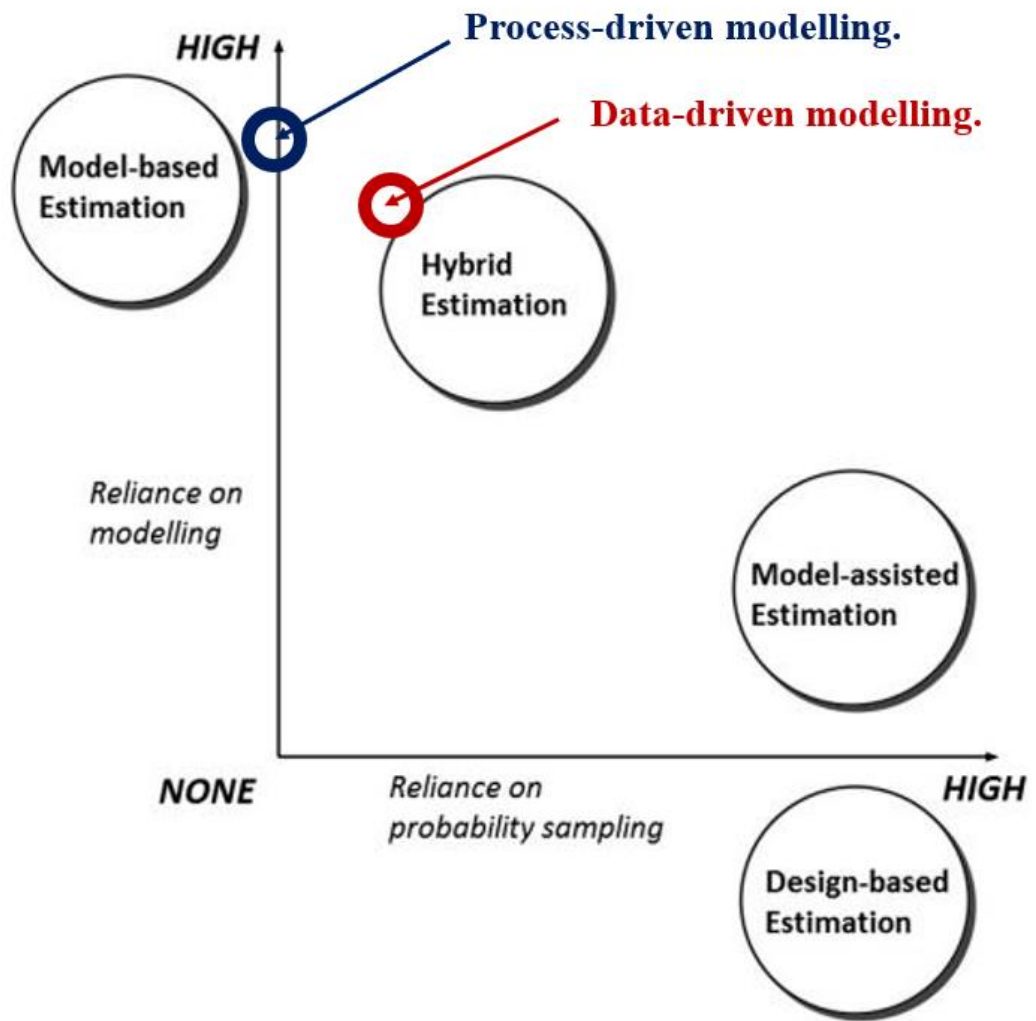 Process-driven modelling.
HIGH
Data-driven modelling.
Model-based
Estimation
Hybrid
Estimation
Reliance on
modelling
Model-assisted
Estimation
NONE
Reliance on
probability sampling
HIGH
Design-based
Estimation